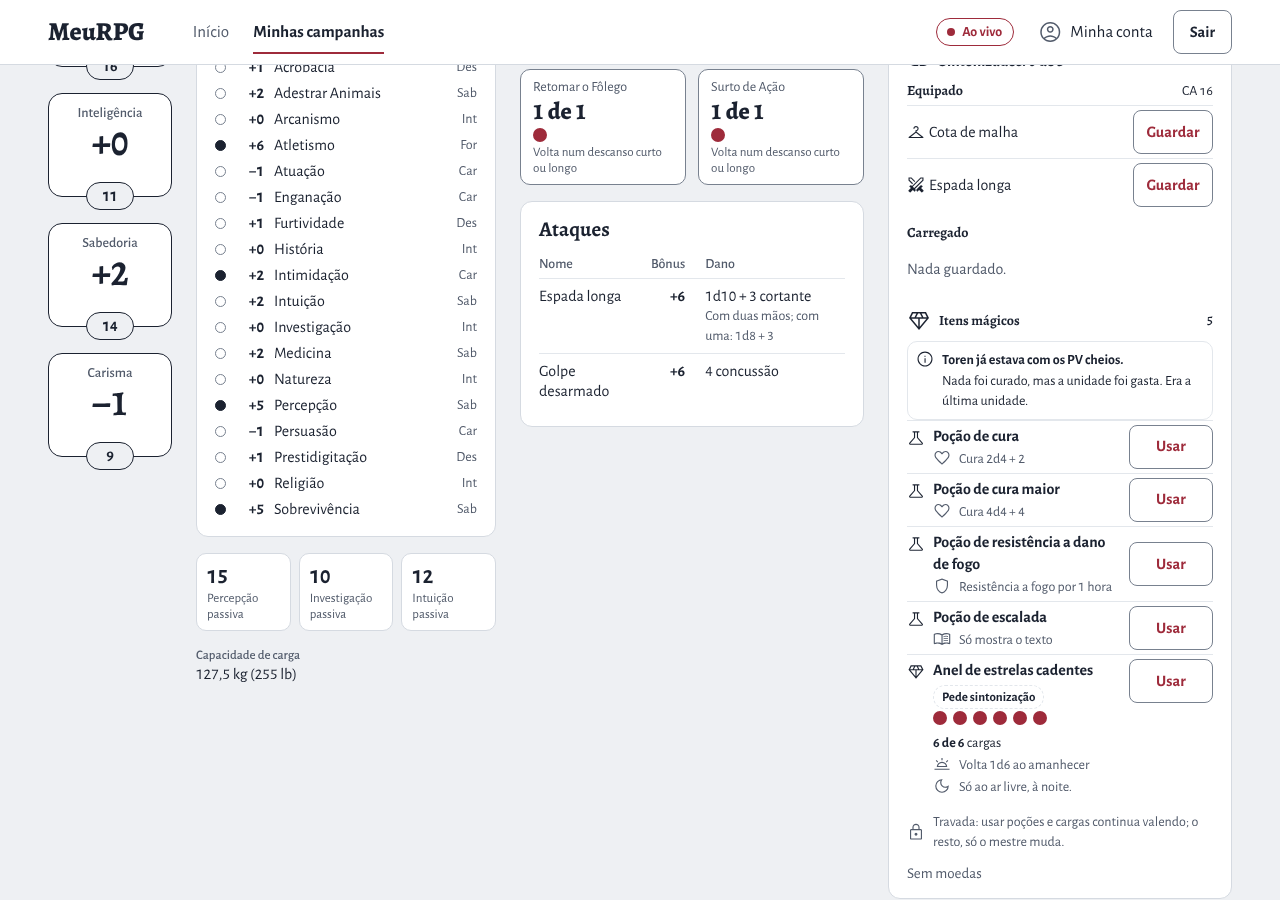 MeuRPG
Início
Minhas campanhas
Ao vivo
Minha conta
Sair
16
Inteligência
+0
11
Sabedoria
+2
14
Carisma
−1
9
+1 Acrobacia Des
+2 Adestrar Animais Sab
+0 Arcanismo Int
+6 Atletismo For
−1 Atuação Car
−1 Enganação Car
+1 Furtividade Des
+0 História Int
+2 Intimidação Car
+2 Intuição Sab
+0 Investigação Int
+2 Medicina Sab
+0 Natureza Int
+5 Percepção Sab
−1 Persuasão Car
+1 Prestidigitação Des
+0 Religião Int
+5 Sobrevivência Sab
15
Percepção
passiva
10
Investigação
passiva
12
Intuição
passiva
Capacidade de carga
127,5 kg (255 lb)
Retomar o Fôlego
1 de 1
Volta num descanso curto
ou longo
Surto de Ação
1 de 1
Volta num descanso curto
ou longo
Ataques
Nome Bônus Dano
Espada longa +6 1d10 + 3 cortante
Com duas mãos; com
uma: 1d8 + 3
Golpe
desarmado
+6 4 concussão
Equipado CA 16
Cota de malha Guardar
Espada longa Guardar
Carregado
Nada guardado.
Itens mágicos 5
Toren já estava com os PV cheios.
Nada foi curado, mas a unidade foi gasta. Era a
última unidade.
Poção de cura
Cura 2d4 + 2
Usar
Poção de cura maior
Cura 4d4 + 4
Usar
Poção de resistência a dano
de fogo
Resistência a fogo por 1 hora
Usar
Poção de escalada
Só mostra o texto
Usar
Anel de estrelas cadentes
Usar
Pede sintonização
6 de 6 cargas
Volta 1d6 ao amanhecer
Só ao ar livre, à noite.
Travada: usar poções e cargas continua valendo; o
resto, só o mestre muda.
Sem moedas